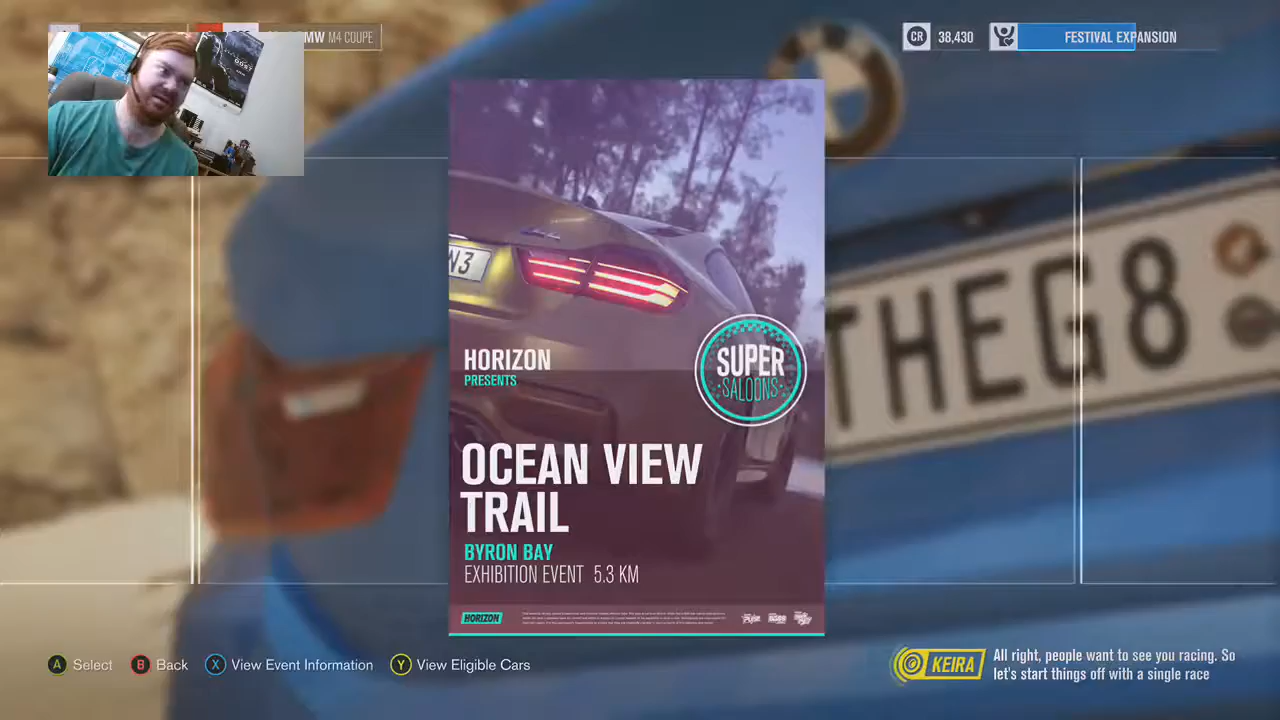 MW M4 COUPE
CR 38,430
FESTIVAL EXPANSION
N3
HORIZON
PRESENTS
SUPER
SALOONS
OCEAN VIEW
TRAIL
BYRON BAY
EXHIBITION EVENT 5.3 KM
HORIZON
THEG8
A Select
B Back
X View Event Information
Y View Eligible Cars
KEIRA
All right, people want to see you racing. So
let's start things off with a single race